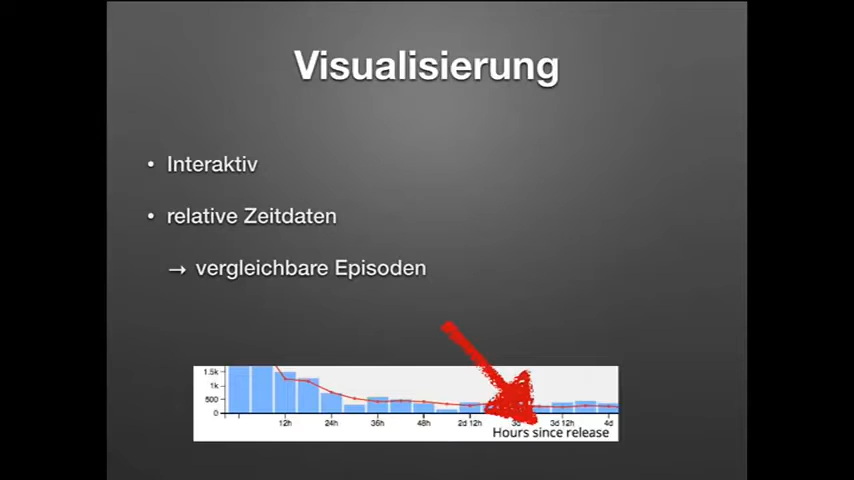 Visualisierung
• Interaktiv
• relative Zeitdaten
→ vergleichbare Episoden
1.5k
1k
500
0
12h 24h 36h 48h 2d 12h 3d 12h 4d
Hours since release